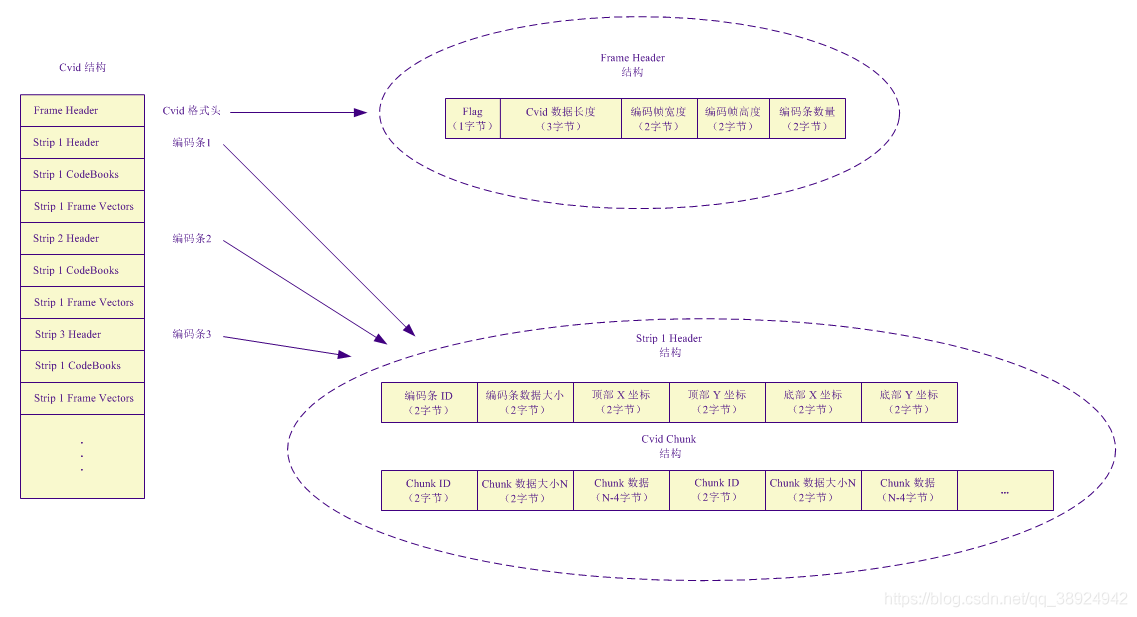 Cvid 结构
Frame Header
Strip 1 Header
Strip 1 CodeBooks
Strip 1 Frame Vectors
Strip 2 Header
Strip 1 CodeBooks
Strip 1 Frame Vectors
Strip 3 Header
Strip 1 CodeBooks
Strip 1 Frame Vectors
.
.
.
Cvid 格式头
编码条1
编码条2
编码条3
Frame Header
结构
Flag
（1字节）
Cvid 数据长度
（3字节）
编码帧宽度
（2字节）
编码帧高度
（2字节）
编码条数量
（2字节）
Strip 1 Header
结构
编码条 ID
（2字节）
编码条数据大小
（2字节）
顶部 X 坐标
（2字节）
顶部 Y 坐标
（2字节）
底部 X 坐标
（2字节）
底部 Y 坐标
（2字节）
Cvid Chunk
结构
Chunk ID
（2字节）
Chunk 数据大小N
（2字节）
Chunk 数据
（N-4字节）
Chunk ID
（2字节）
Chunk 数据大小N
（2字节）
Chunk 数据
（N-4字节）
...
https://blog.csdn.net/qq_38924942